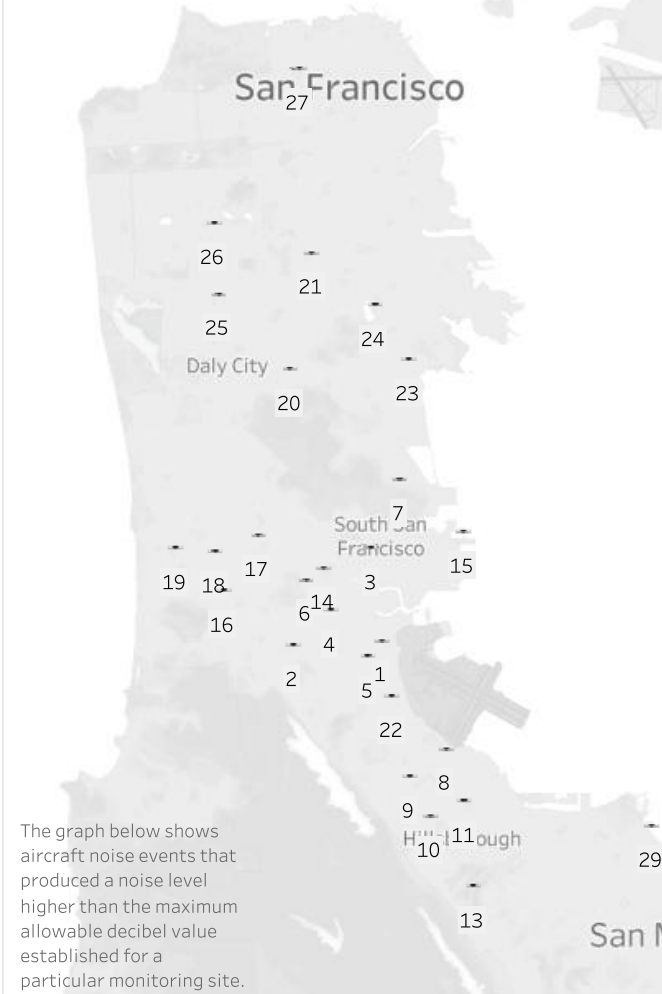 San Francisco
27
26
21
25
24
Daly City
23
20
7
South San
Francisco
15
17
19
18
3
14
6
16
4
1
2
5
22
8
9
11
Hillsborough
10
The graph below shows
aircraft noise events that
produced a noise level
higher than the maximum
allowable decibel value
established for a
particular monitoring site.
29
13
San M